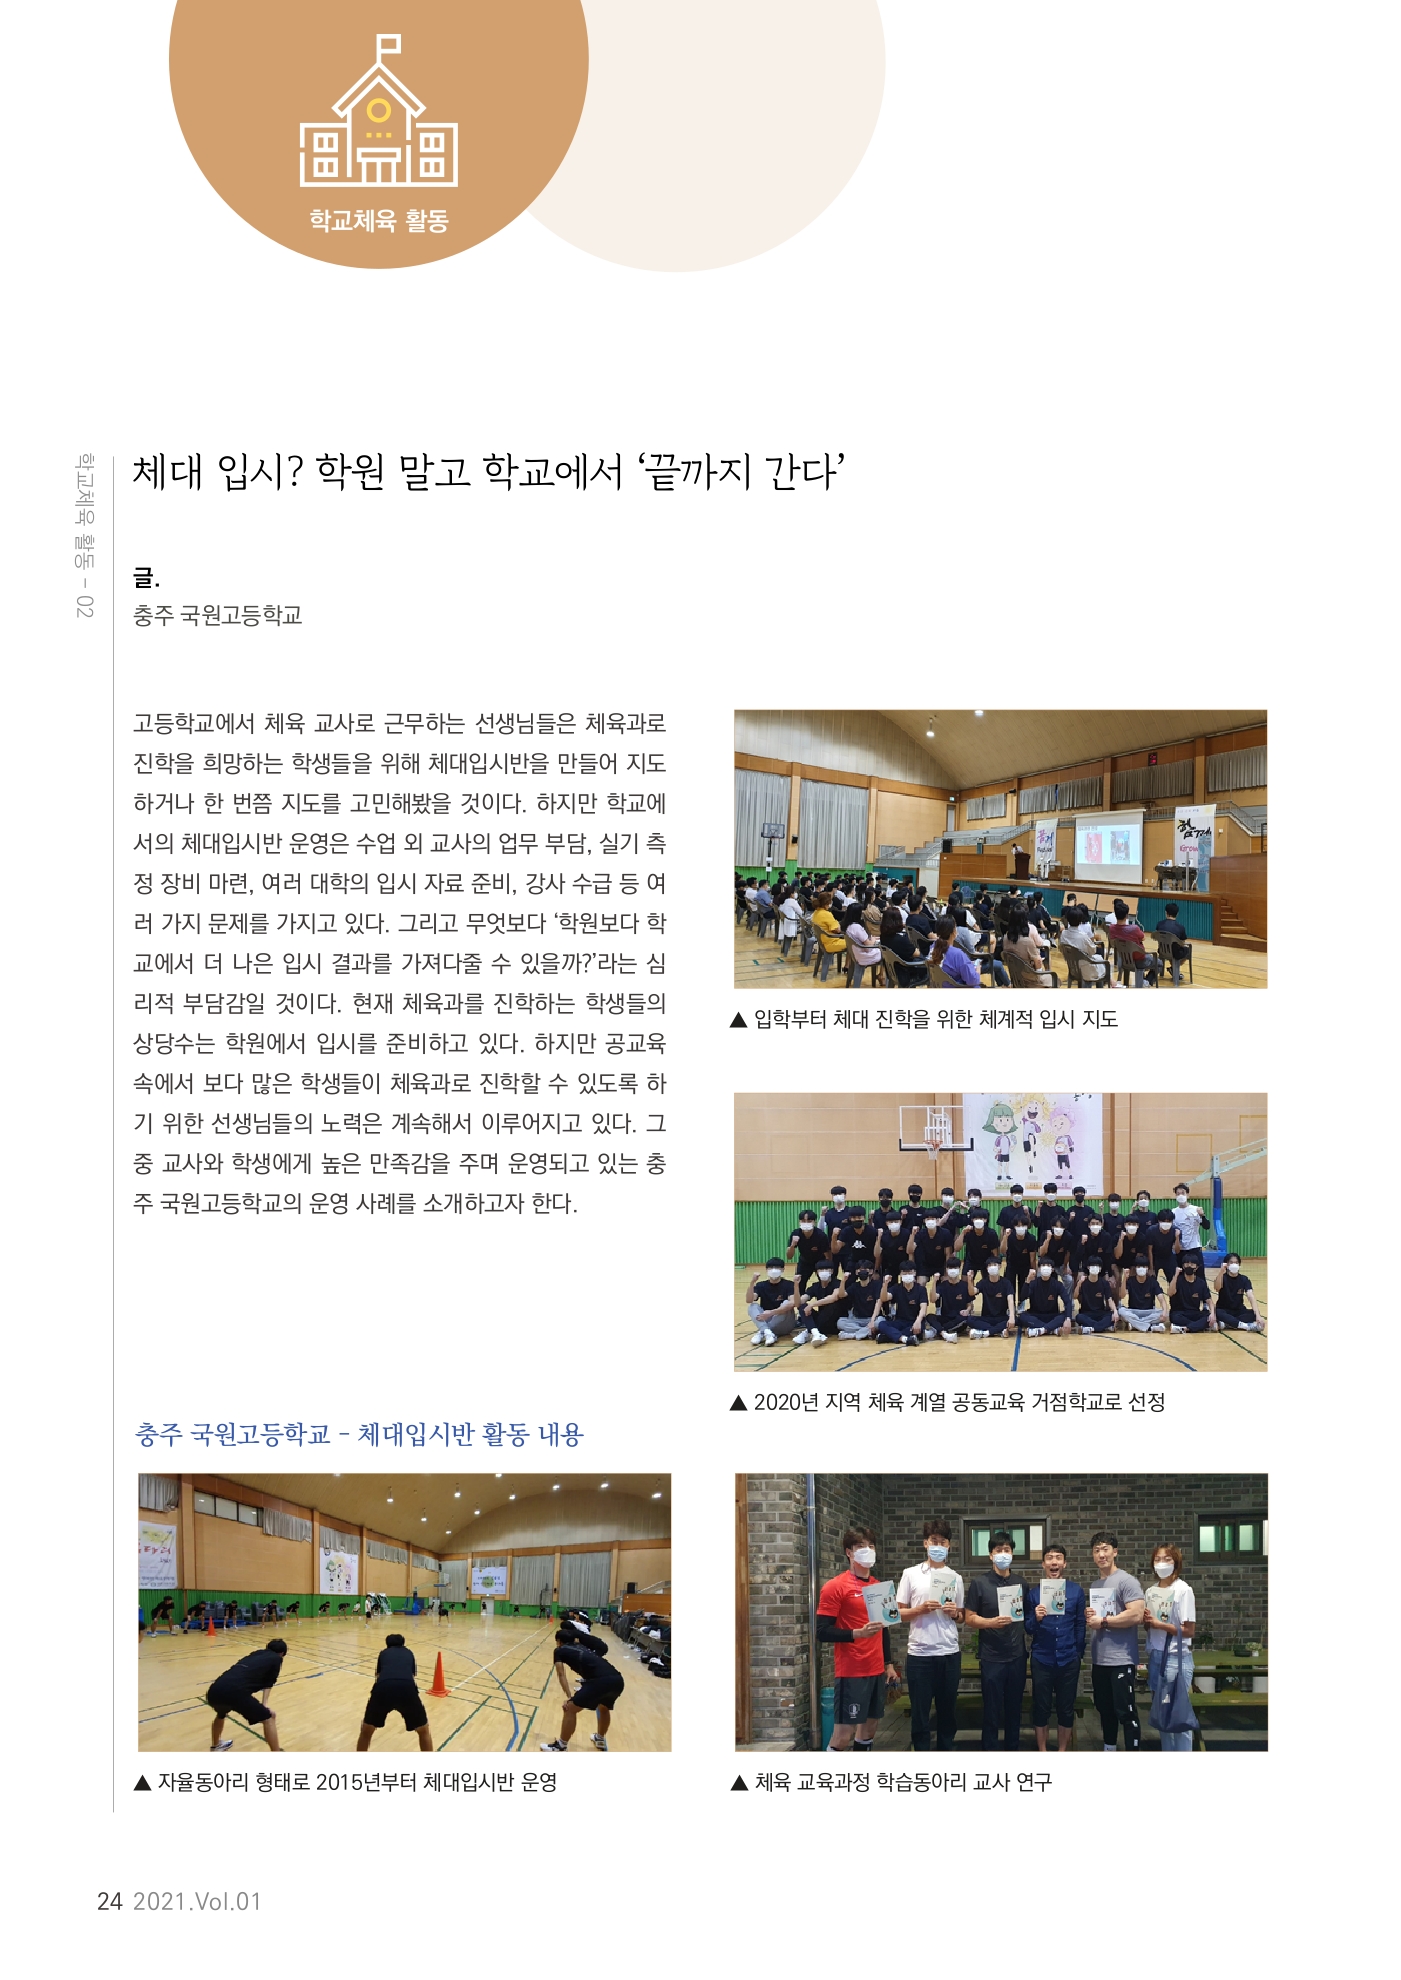 학교체육 활동
학교체육 활동 - 02
체대 입시? 학원 말고 학교에서 ‘끝까지 간다’
글.
충주 국원고등학교
고등학교에서 체육 교사로 근무하는 선생님들은 체육과로
진학을 희망하는 학생들을 위해 체대입시반을 만들어 지도
하거나 한 번쯤 지도를 고민해봤을 것이다. 하지만 학교에
서의 체대입시반 운영은 수업 외 교사의 업무 부담, 실기 측
정 장비 마련, 여러 대학의 입시 자료 준비, 강사 수급 등 여
러 가지 문제를 가지고 있다. 그리고 무엇보다 ‘학원보다 학
교에서 더 나은 입시 결과를 가져다줄 수 있을까?’라는 심
리적 부담감일 것이다. 현재 체육과를 진학하는 학생들의
상당수는 학원에서 입시를 준비하고 있다. 하지만 공교육
속에서 보다 많은 학생들이 체육과로 진학할 수 있도록 하
기 위한 선생님들의 노력은 계속해서 이루어지고 있다. 그
중 교사와 학생에게 높은 만족감을 주며 운영되고 있는 충
주 국원고등학교의 운영 사례를 소개하고자 한다.
▲ 입학부터 체대 진학을 위한 체계적 입시 지도
▲ 2020년 지역 체육 계열 공동교육 거점학교로 선정
충주 국원고등학교 - 체대입시반 활동 내용
▲ 자율동아리 형태로 2015년부터 체대입시반 운영
▲ 체육 교육과정 학습동아리 교사 연구
24 2021.Vol.01